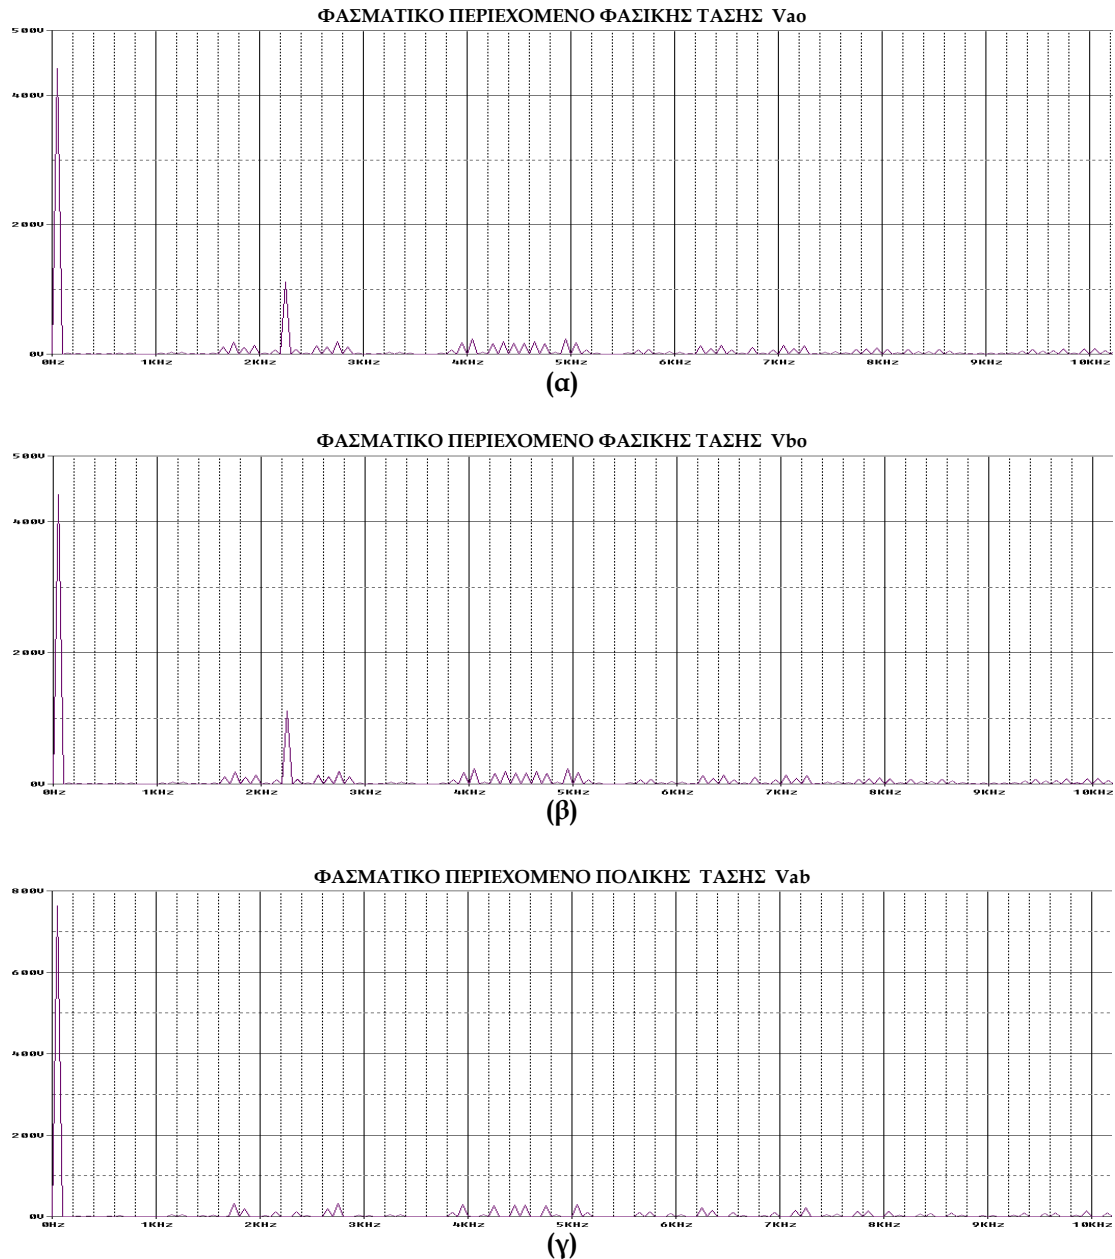 ΦΑΣΜΑΤΙΚΟ ΠΕΡΙΕΧΟΜΕΝΟ ΦΑΣΙΚΗΣ ΤΑΣΗΣ Vao
500V
400V
200V
0V
0Hz 1KHz 2KHz 3KHz 4KHz 5KHz 6KHz 7KHz 8KHz 9KHz 10KHz
(α)
ΦΑΣΜΑΤΙΚΟ ΠΕΡΙΕΧΟΜΕΝΟ ΦΑΣΙΚΗΣ ΤΑΣΗΣ Vbo
500V
400V
200V
0V
0Hz 1KHz 2KHz 3KHz 4KHz 5KHz 6KHz 7KHz 8KHz 9KHz 10KHz
(β)
ΦΑΣΜΑΤΙΚΟ ΠΕΡΙΕΧΟΜΕΝΟ ΠΟΛΙΚΗΣ ΤΑΣΗΣ Vab
800V
600V
400V
200V
0V
0Hz 1KHz 2KHz 3KHz 4KHz 5KHz 6KHz 7KHz 8KHz 9KHz 10KHz
(γ)